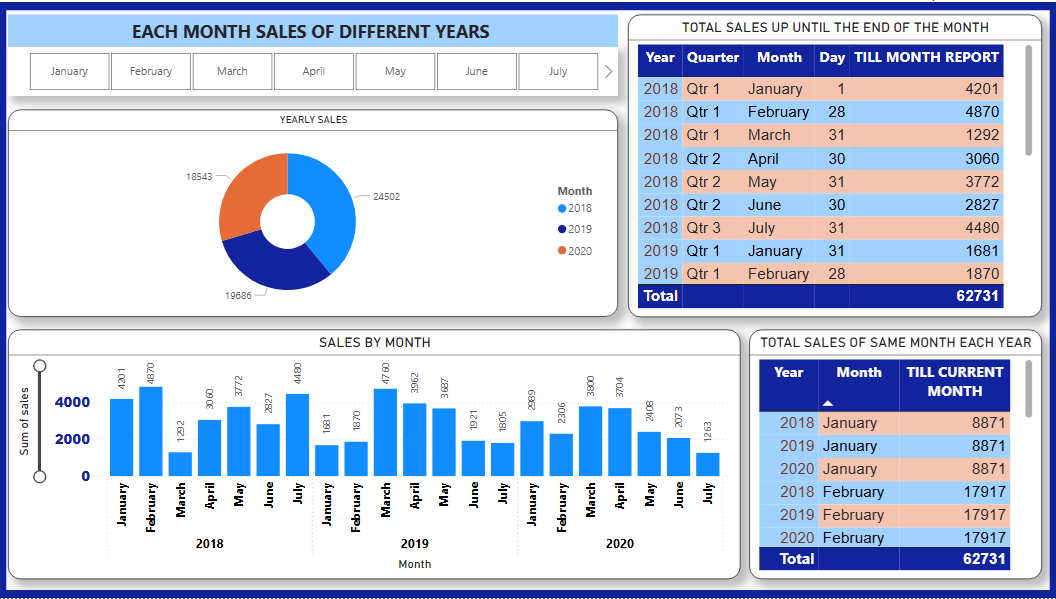 EACH MONTH SALES OF DIFFERENT YEARS
January February March April May June July
YEARLY SALES
18543
24502
19686
Month
2018
2019
2020
TOTAL SALES UP UNTIL THE END OF THE MONTH
Year Quarter Month Day TILL MONTH REPORT
2018 Qtr 1 January 1 4201
2018 Qtr 1 February 28 4870
2018 Qtr 1 March 31 1292
2018 Qtr 2 April 30 3060
2018 Qtr 2 May 31 3772
2018 Qtr 2 June 30 2827
2018 Qtr 3 July 31 4480
2019 Qtr 1 January 31 1681
2019 Qtr 1 February 28 1870
Total 62731
SALES BY MONTH
Sum of sales
4000
2000
0
4201 4870 1292 3060 3772 2827 4480 1681 1870 4760 3962 3687 1921 1805 2989 2306 3800 3704 2408 2073 1263
January February March April May June July January February March April May June July January February March April May June July
2018 2019 2020
Month
TOTAL SALES OF SAME MONTH EACH YEAR
Year Month TILL CURRENT
MONTH
2018 January 8871
2019 January 8871
2020 January 8871
2018 February 17917
2019 February 17917
2020 February 17917
Total 62731